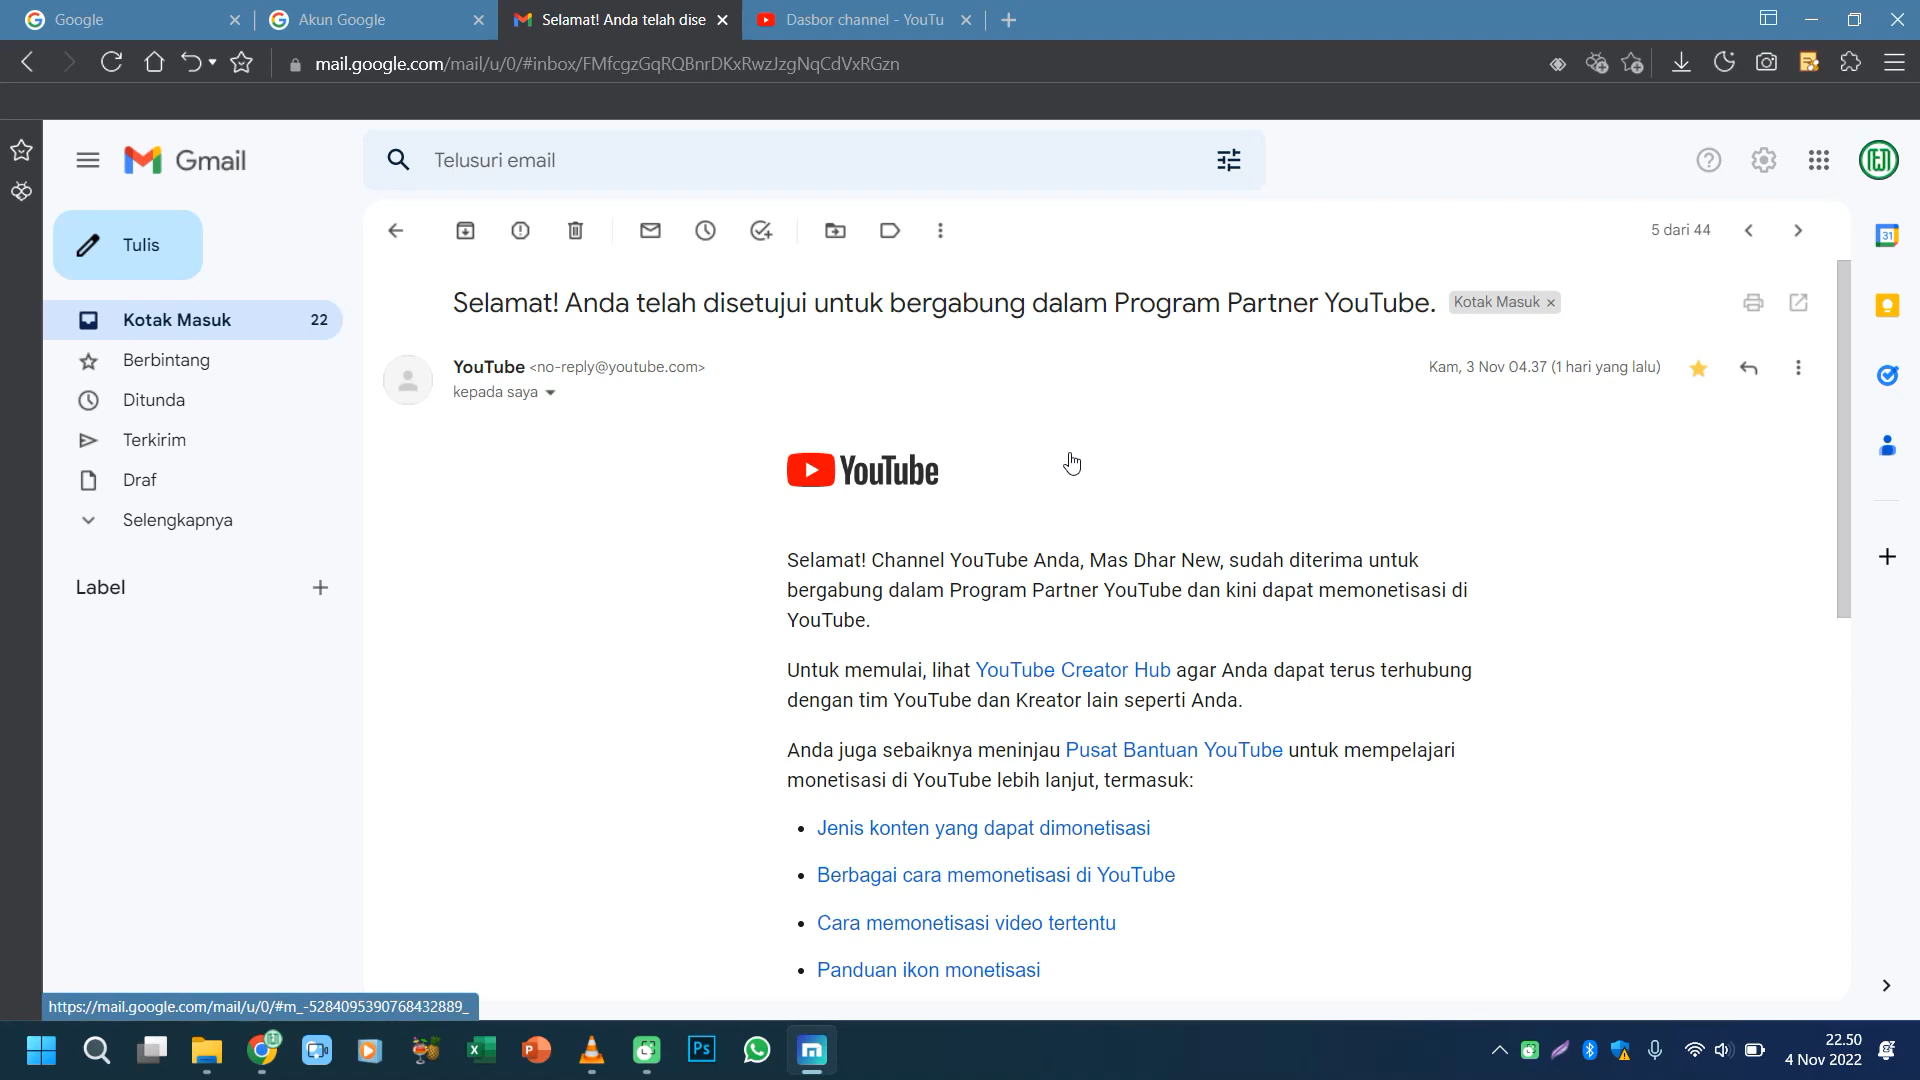 Google
Akun Google
Selamat! Anda telah dise
Dasbor channel - YouTu
mail.google.com/mail/u/0/#inbox/FMfcgzGqRQBnrDKxRwzJzgNqCdVxRGzn
Gmail
Telusuri email
Tulis
5 dari 44
Kotak Masuk 22
Berbintang
Ditunda
Terkirim
Draf
Selengkapnya
Label
Selamat! Anda telah disetujui untuk bergabung dalam Program Partner YouTube. Kotak Masuk
YouTube <no-reply@youtube.com>
Kam, 3 Nov 04.37 (1 hari yang lalu)
kepada saya
YouTube
Selamat! Channel YouTube Anda, Mas Dhar New, sudah diterima untuk
bergabung dalam Program Partner YouTube dan kini dapat memonetisasi di
YouTube.
Untuk memulai, lihat YouTube Creator Hub agar Anda dapat terus terhubung
dengan tim YouTube dan Kreator lain seperti Anda.
Anda juga sebaiknya meninjau Pusat Bantuan YouTube untuk mempelajari
monetisasi di YouTube lebih lanjut, termasuk:
• Jenis konten yang dapat dimonetisasi
• Berbagai cara memonetisasi di YouTube
• Cara memonetisasi video tertentu
• Panduan ikon monetisasi
https://mail.google.com/mail/u/0/#m_-5284095390768432889_
22.50
4 Nov 2022